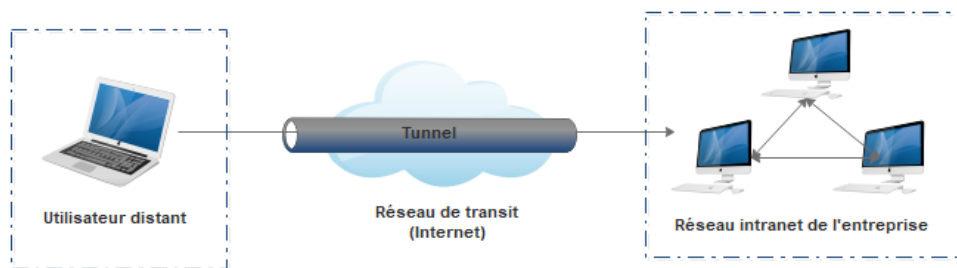 Tunnel
Utilisateur distant
Réseau de transit
(Internet)
Réseau intranet de l'entreprise